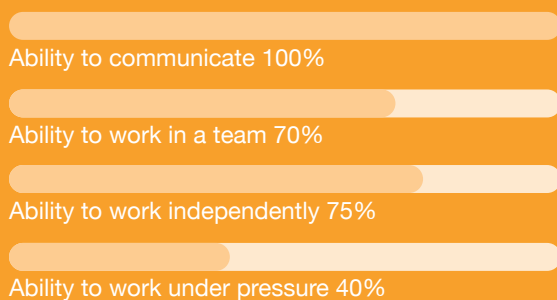 Ability to communicate 100%
Ability to work in a team 70%
Ability to work independently 75%
Ability to work under pressure 40%